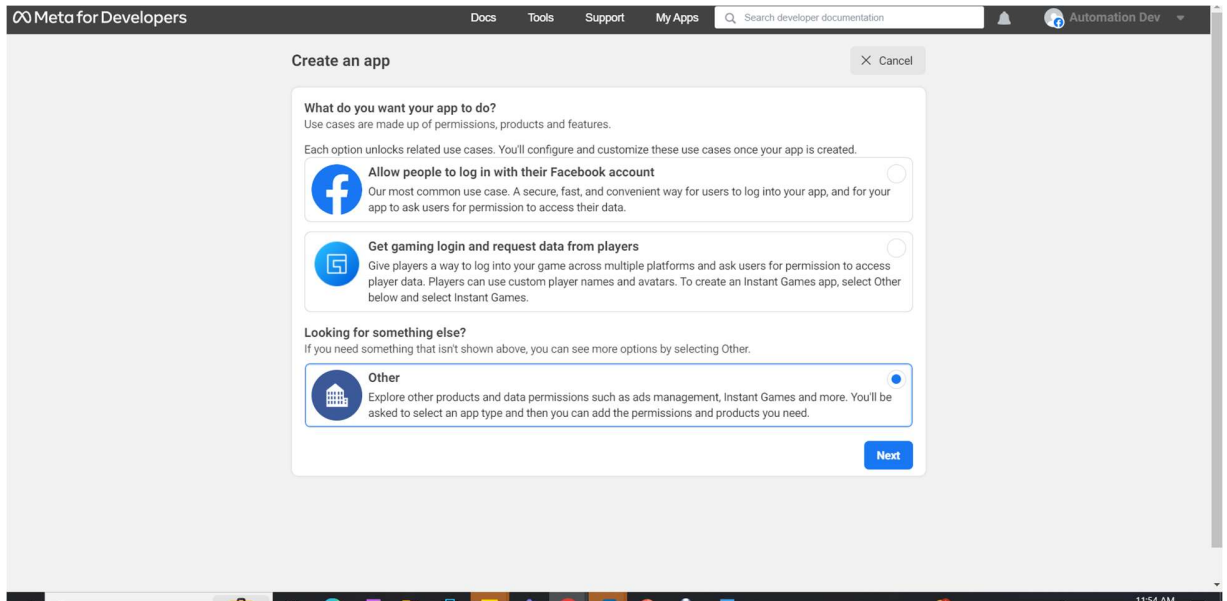 Meta for Developers
Docs Tools Support My Apps Search developer documentation Automation Dev
Create an app
Cancel
What do you want your app to do?
Use cases are made up of permissions, products and features.
Each option unlocks related use cases. You'll configure and customize these use cases once your app is created.
Allow people to log in with their Facebook account
Our most common use case. A secure, fast, and convenient way for users to log into your app, and for your
app to ask users for permission to access their data.
Get gaming login and request data from players
Give players a way to log into your game across multiple platforms and ask users for permission to access
player data. Players can use custom player names and avatars. To create an Instant Games app, select Other
below and select Instant Games.
Looking for something else?
If you need something that isn't shown above, you can see more options by selecting Other.
Other
Explore other products and data permissions such as ads management, Instant Games and more. You'll be
asked to select an app type and then you can add the permissions and products you need.
Next
11:54 AM